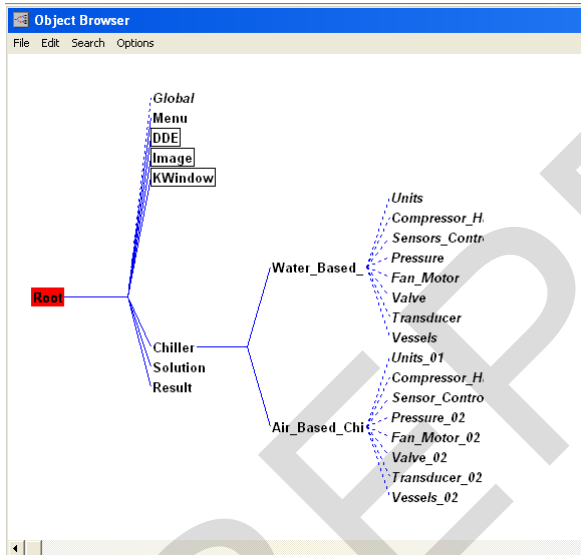 Object Browser
File Edit Search Options
Global
Menu
DDE
Image
KWindow
Root
Chiller
Solution
Result
Water_Based_
Air_Based_Chi
Units
Compressor_H
Sensors_Contr
Pressure
Fan_Motor
Valve
Transducer
Vessels
Units_01
Compressor_H
Sensor_Contro
Pressure_02
Fan_Motor_02
Valve_02
Transducer_02
Vessels_02